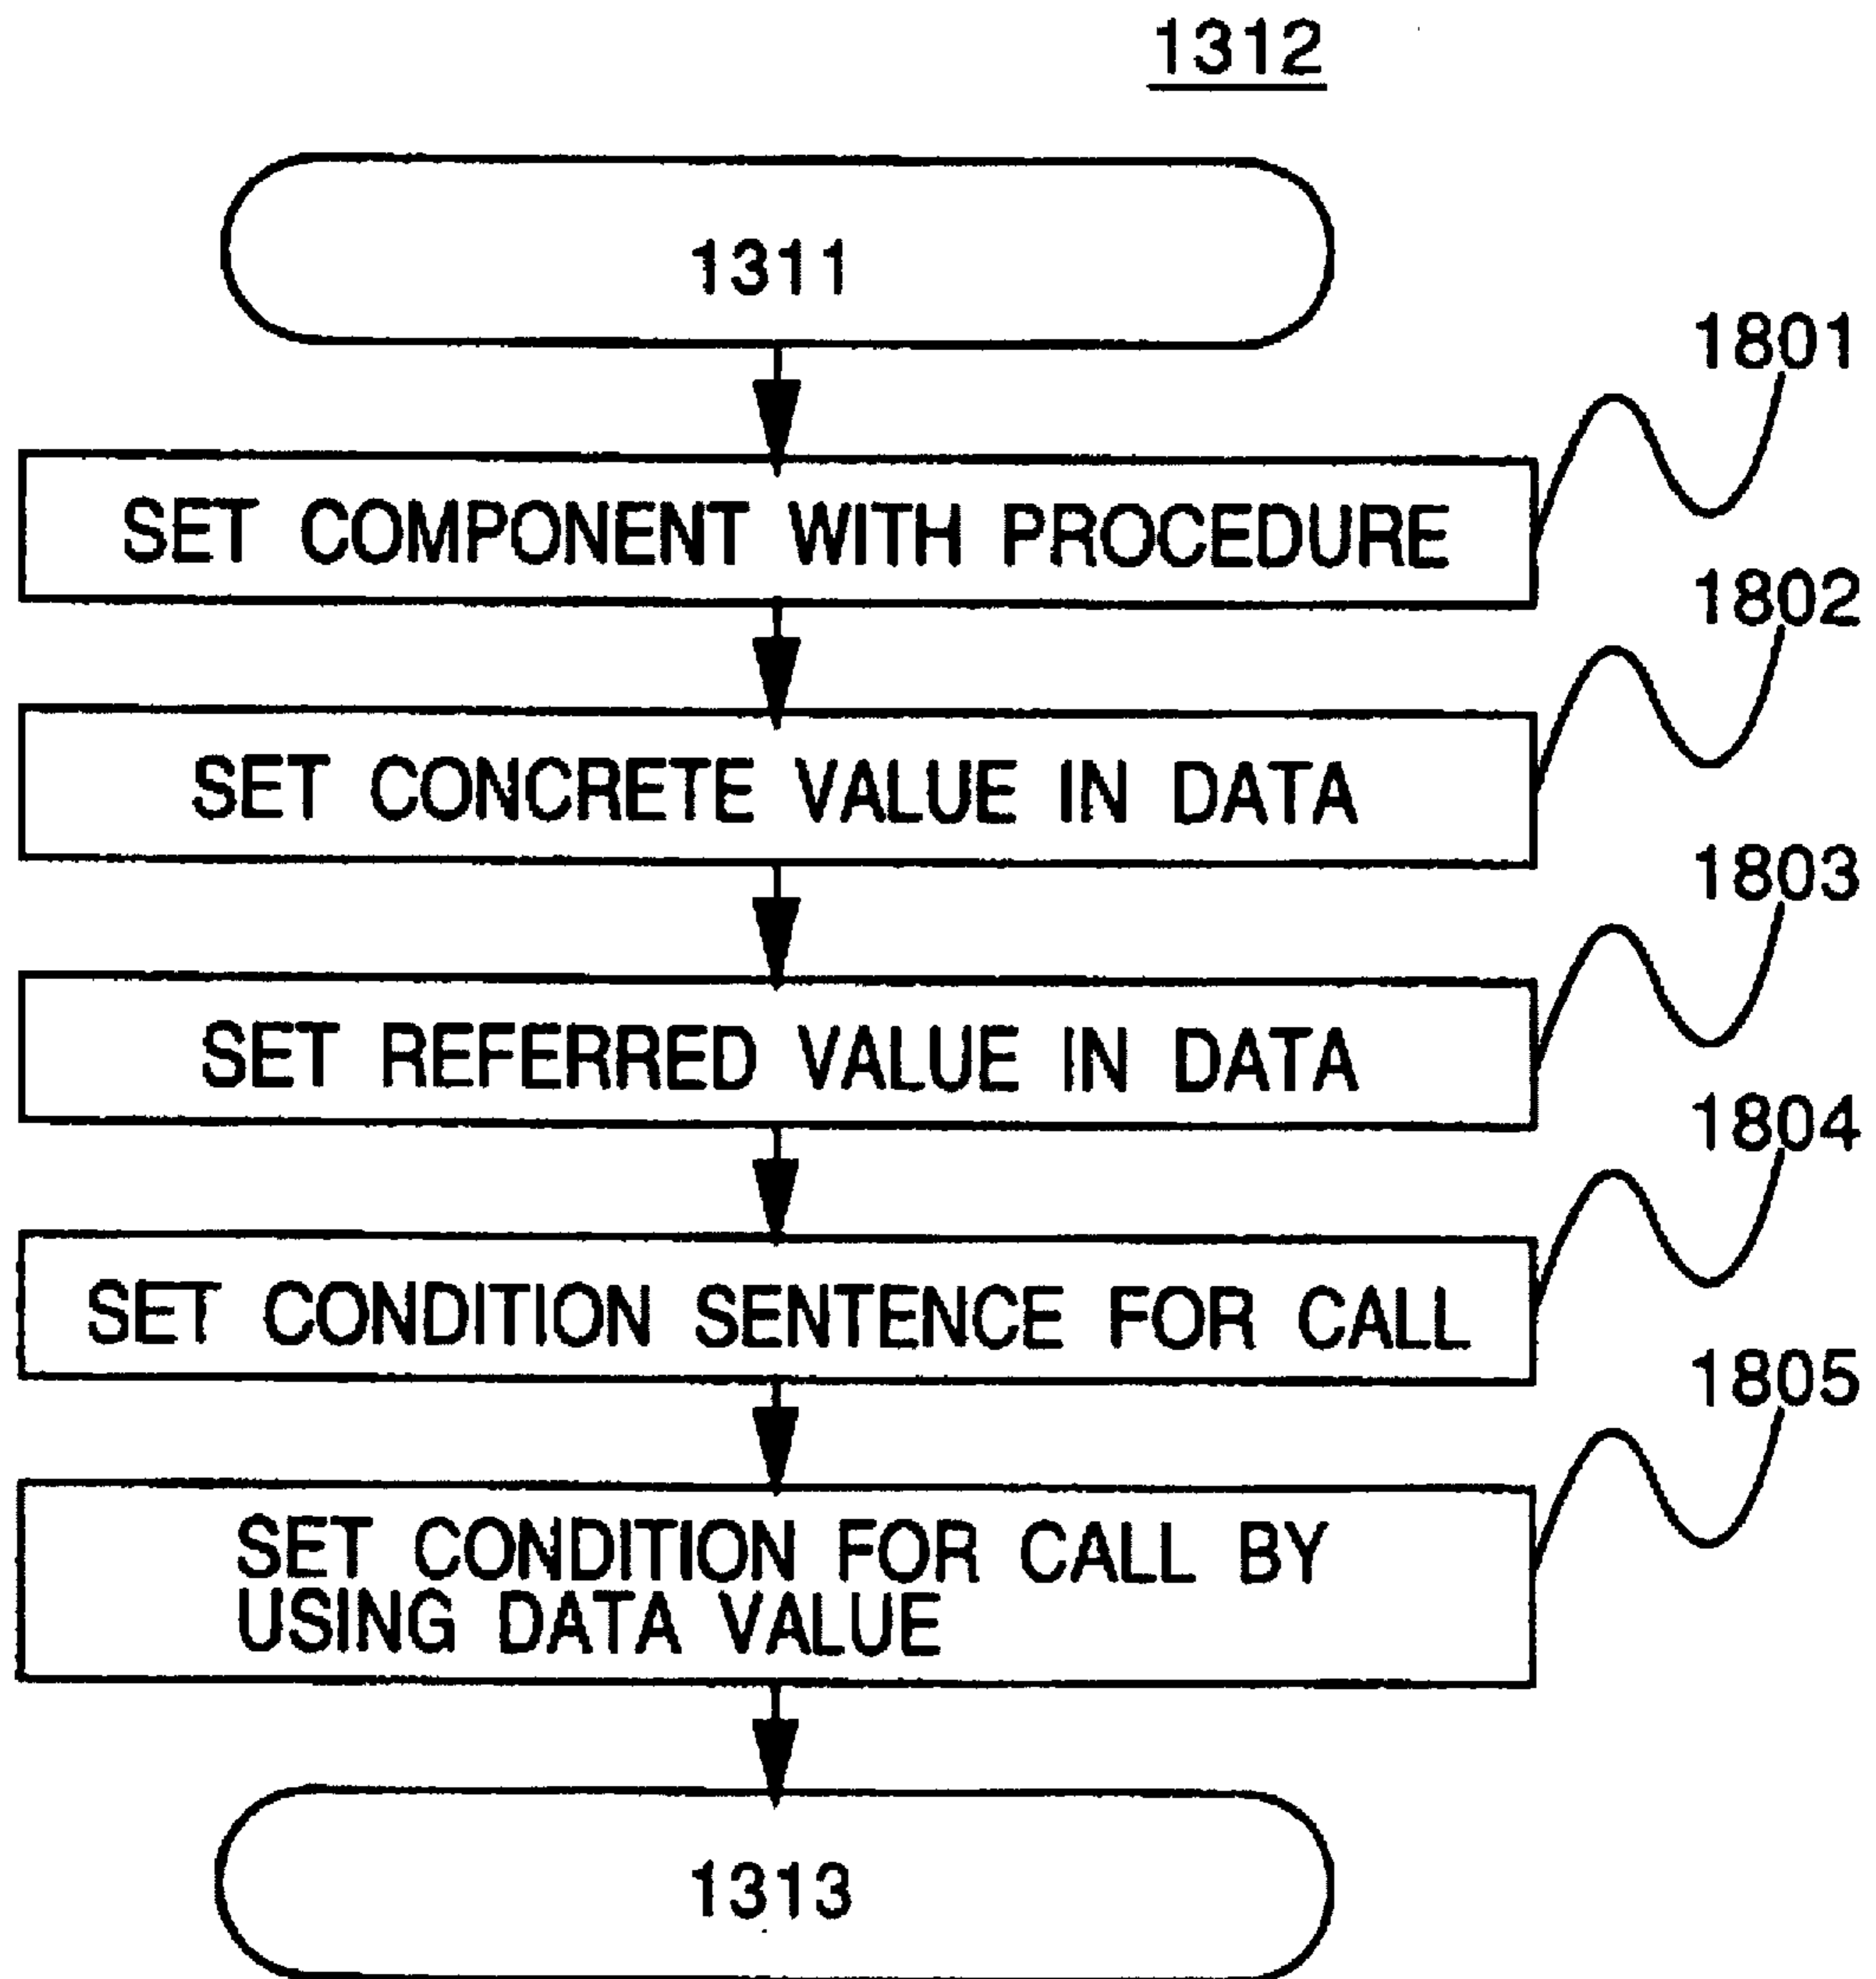 1312
1311
1801
SET COMPONENT WITH PROCEDURE
1802
SET CONCRETE VALUE IN DATA
1803
SET REFERRED VALUE IN DATA
1804
SET CONDITION SENTENCE FOR CALL
1805
SET CONDITION FOR CALL BY
USING DATA VALUE
1313